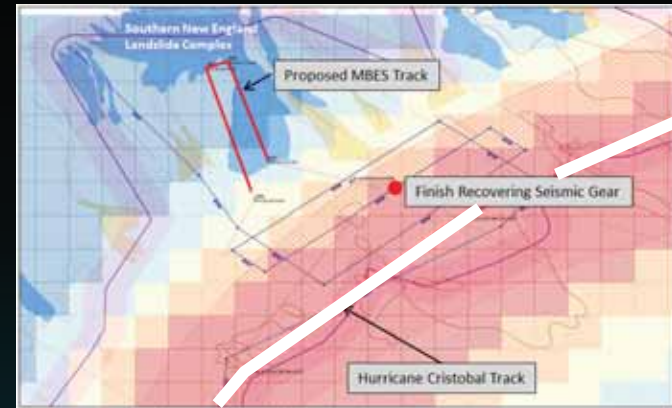 Southern New England
Landslide Complex
Proposed MBES Track
Finish Recovering Seismic Gear
Hurricane Cristobal Track